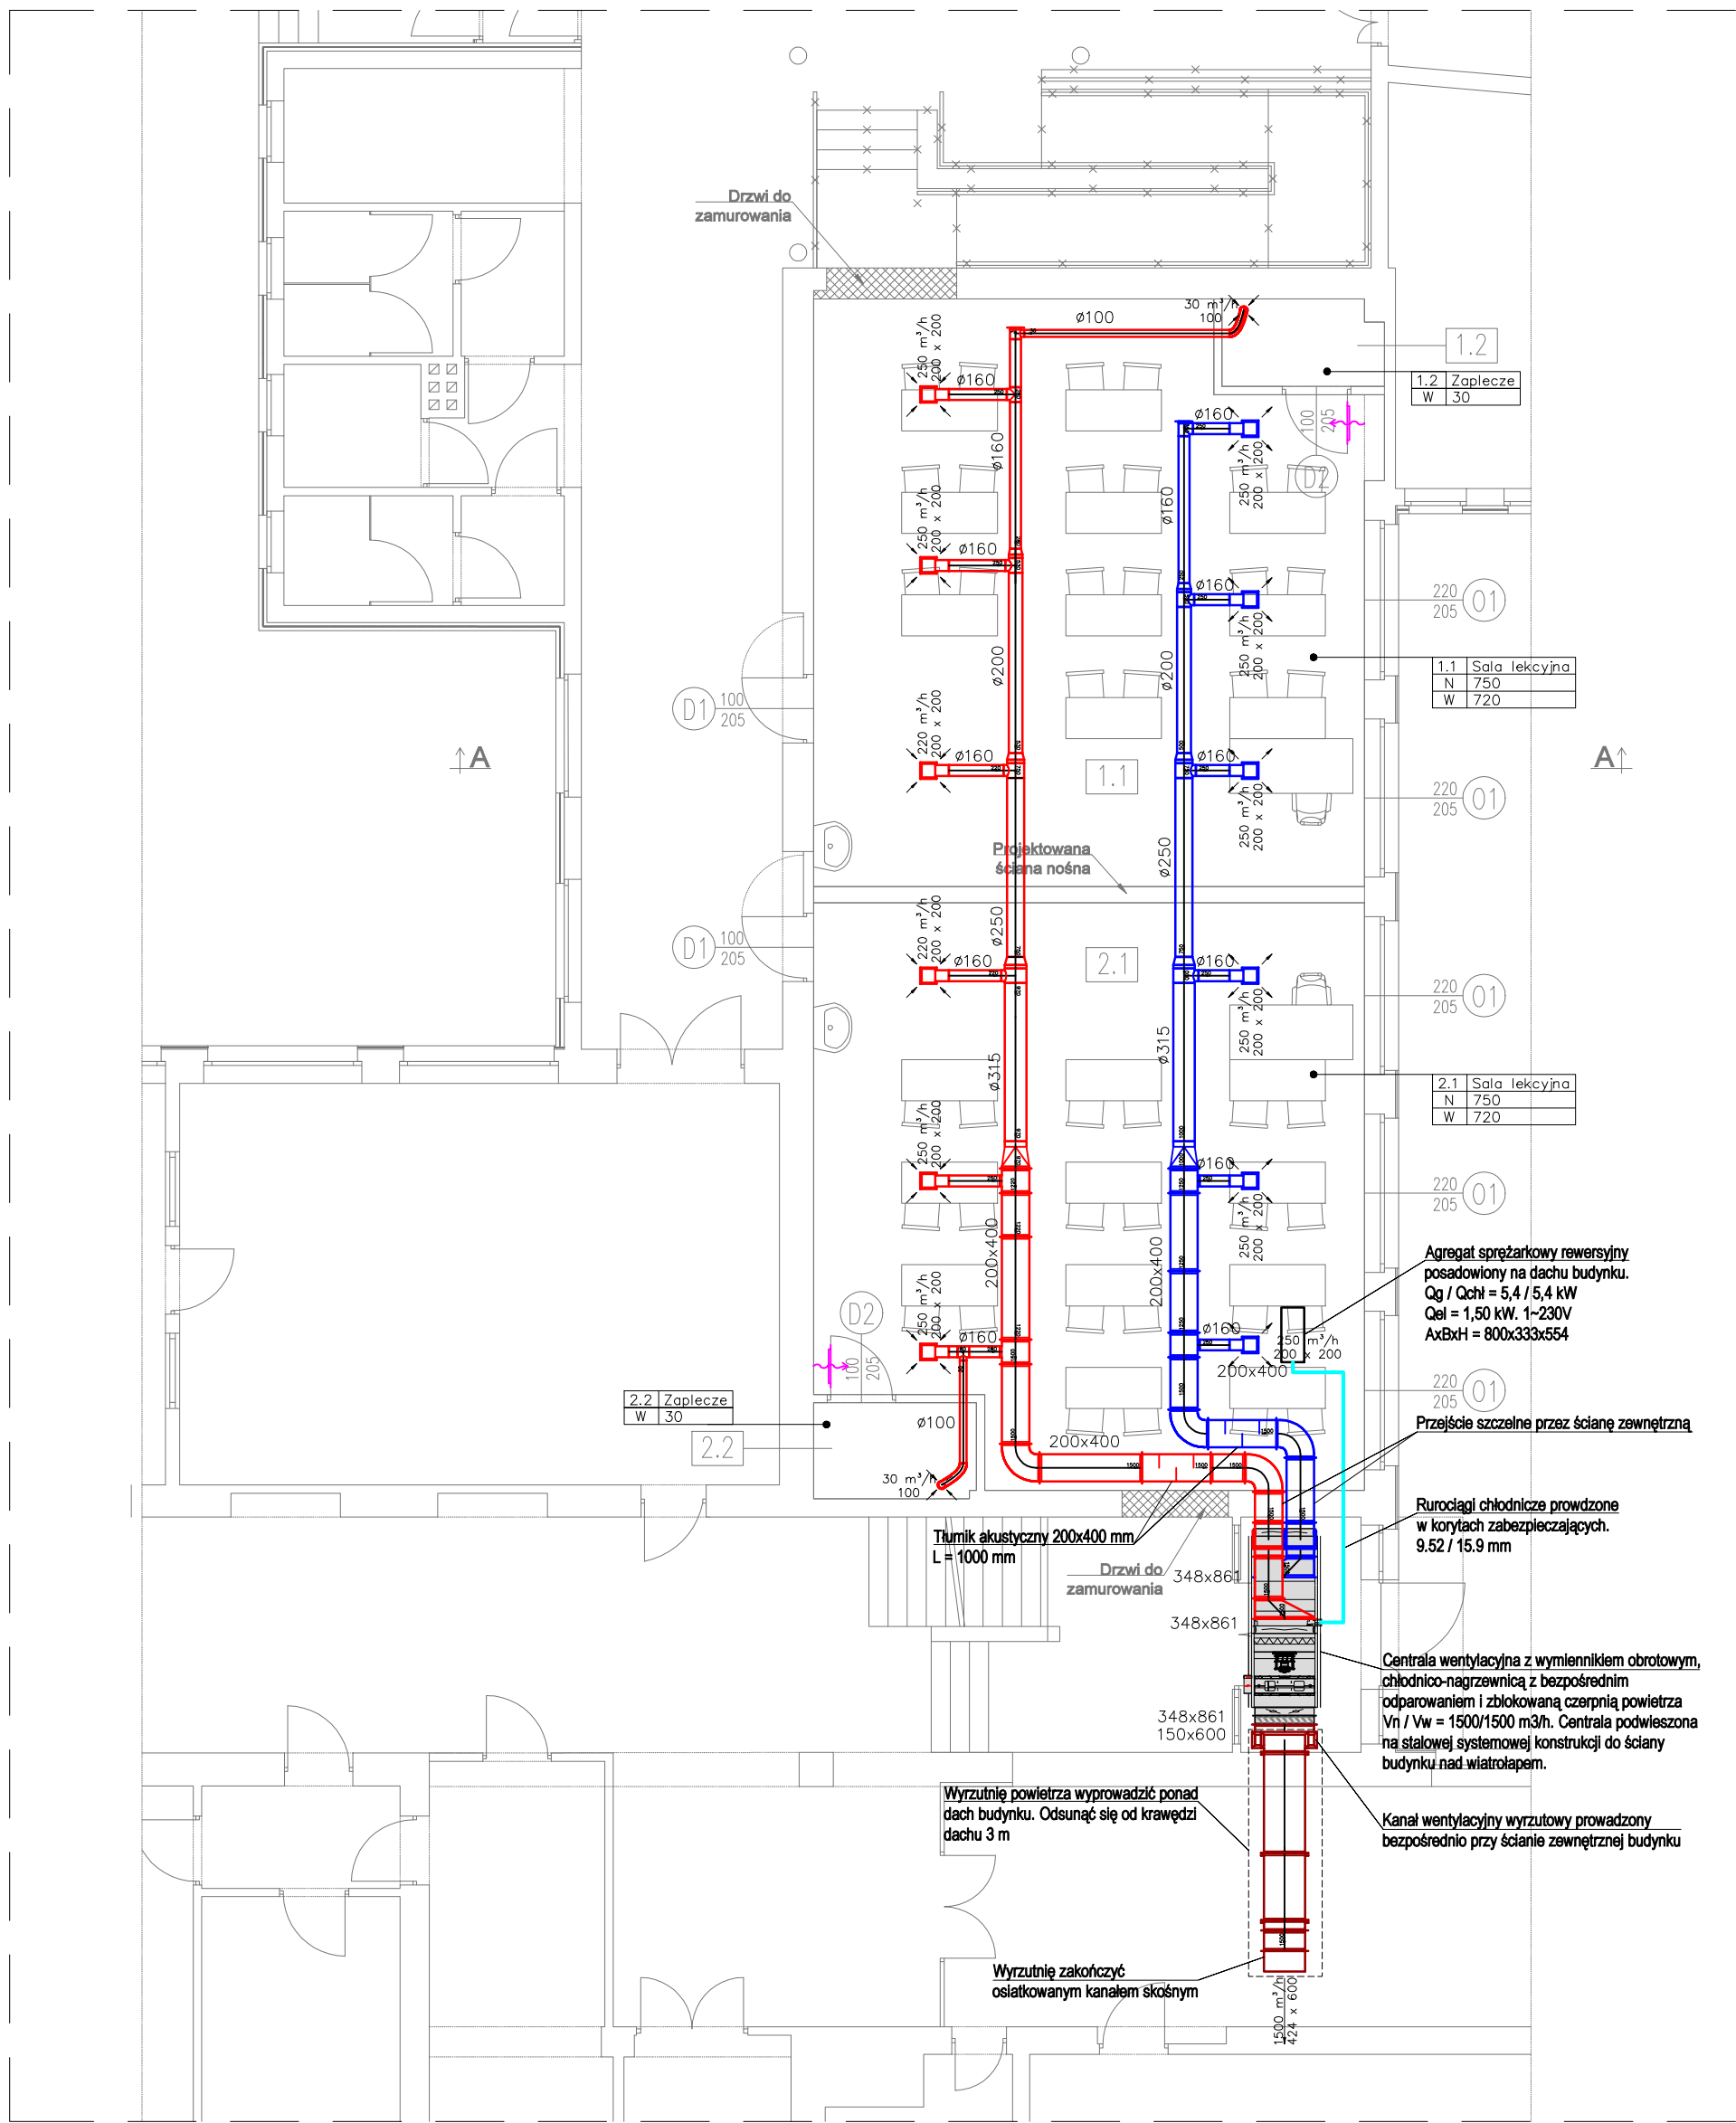 Drzwi do
zamurowania
30 m³/h
100
ø100
1.2
1.2 Zaplecze
W 30
250 m³/h
200 x 200
ø160
ø160
100
205
D2
250 m³/h
200 x 200
ø160
ø160
250 m³/h
200 x 200
ø160
ø160
250 m³/h
200 x 200
220
205
O1
ø200
ø200
1.1 Sala lekcyjna
N 750
W 720
D1
100
205
220 m³/h
200 x 200
ø160
ø160
250 m³/h
200 x 200
A
A
1.1
220
205
O1
Projektowana
ściana nośna
ø250
ø250
D1
100
205
220 m³/h
200 x 200
ø160
2.1
ø160
250 m³/h
200 x 200
220
205
O1
ø315
ø315
2.1 Sala lekcyjna
N 750
W 720
250 m³/h
200 x 200
ø160
250 m³/h
200 x 200
220
205
O1
200x400
200x400
Agregat sprężarkowy rewersyjny
posadowiony na dachu budynku.
Qg / Qchł = 5,4 / 5,4 kW
Qel = 1,50 kW. 1~230V
AxBxH = 800x333x554
D2
100
205
250 m³/h
200 x 200
ø160
ø160
250 m³/h
200 x 200
200x400
220
205
O1
2.2 Zaplecze
W 30
2.2
ø100
30 m³/h
100
200x400
Przejście szczelne przez ścianę zewnętrzną
Tłumik akustyczny 200x400 mm
L = 1000 mm
Rurociągi chłodnicze prowdzone
w korytach zabezpieczających.
9.52 / 15.9 mm
Drzwi do
zamurowania
348x861
348x861
Centrala wentylacyjna z wymiennikiem obrotowym,
chłodnico-nagrzewnicą z bezpośrednim
odparowaniem i zblokowaną czerpnią powietrza
Vn / Vw = 1500/1500 m3/h. Centrala podwieszona
na stalowej systemowej konstrukcji do ściany
budynku nad wiatrołapem.
348x861
150x600
Wyrzutnię powietrza wyprowadzić ponad
dach budynku. Odsunąć się od krawędzi
dachu 3 m
Kanał wentylacyjny wyrzutowy prowadzony
bezpośrednio przy ścianie zewnętrznej budynku
Wyrzutnię zakończyć
osiatkowanym kanałem skośnym
1500 m³/h
424 x 600